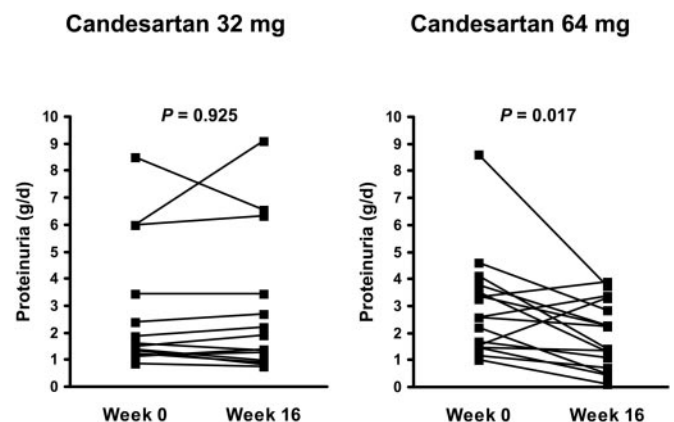 Candesartan 32 mg
Candesartan 64 mg
P = 0.925
Proteinuria (g/d)
10
9
8
7
6
5
4
3
2
1
0
Week 0
Week 16
P = 0.017
Proteinuria (g/d)
10
9
8
7
6
5
4
3
2
1
0
Week 0
Week 16